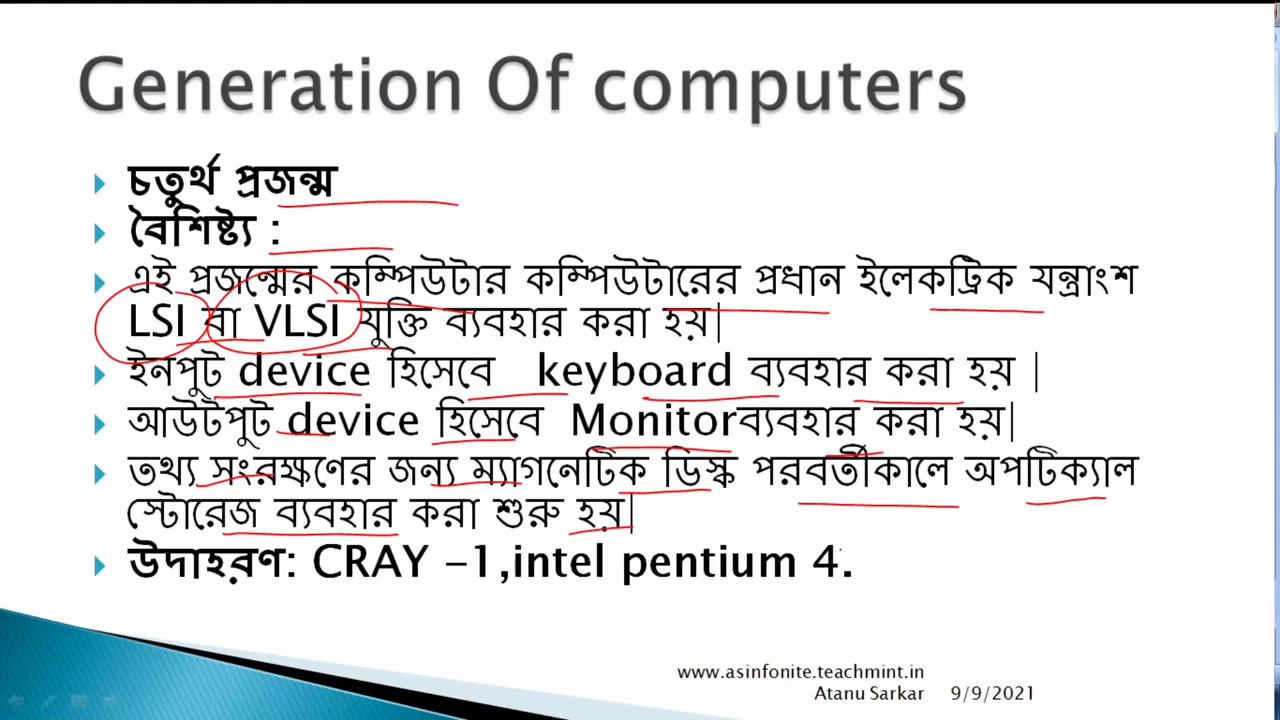 Generation Of computers
চতুর্থ প্রজন্ম
বৈশিষ্ট্য :
এই প্রজন্মের কম্পিউটার কম্পিউটারের প্রধান ইলেকট্রিক যন্ত্রাংশ
LSI বা VLSI যুক্তি ব্যবহার করা হয়|
ইনপুট device হিসেবে keyboard ব্যবহার করা হয় |
আউটপুট device হিসেবে Monitorব্যবহার করা হয়|
তথ্য সংরক্ষণের জন্য ম্যাগনেটিক ডিস্ক পরবর্তীকালে অপটিক্যাল
স্টোরেজ ব্যবহার করা শুরু হয়|
উদাহরণ: CRAY -1,intel pentium 4.
www.asinfonite.teachmint.in
Atanu Sarkar 9/9/2021